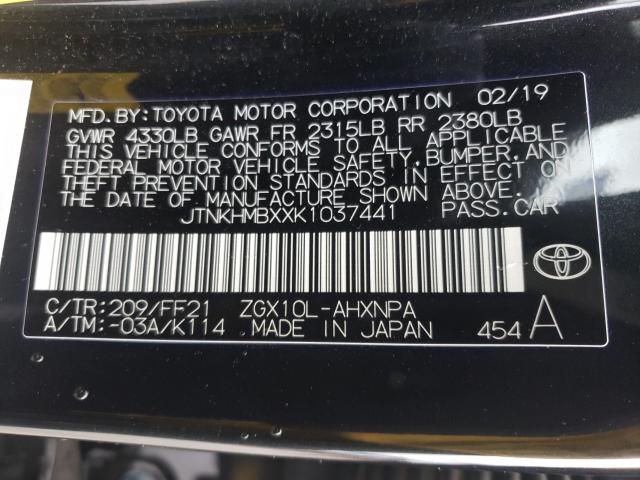 MFD.BY:TOYOTA MOTOR CORPORATION 02/19
GVWR 4330LB GAWR FR 2315LB RR 2380LB
THIS VEHICLE CONFORMS TO ALL APPLICABLE
FEDERAL MOTOR VEHICLE SAFETY,BUMPER,AND
THEFT PREVENTION STANDARDS IN EFFECT ON
THE DATE OF MANUFACTURE SHOWN ABOVE.
JTNKHMBXXK1037441 PASS.CAR
C/TR:209/FF21 ZGX10L-AHXNPA
A/TM:-03A/K114 MADE IN JAPAN 454 A